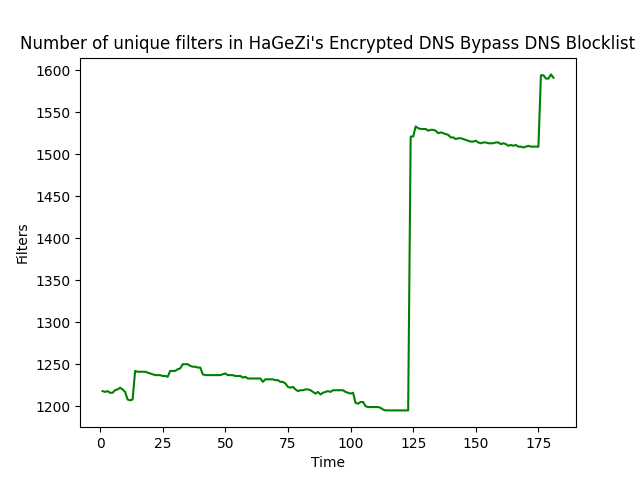 Number of unique filters in HaGeZi's Encrypted DNS Bypass DNS Blocklist
1600
1550
1500
1450
1400
1350
1300
1250
1200
Filters
0 25 50 75 100 125 150 175
Time